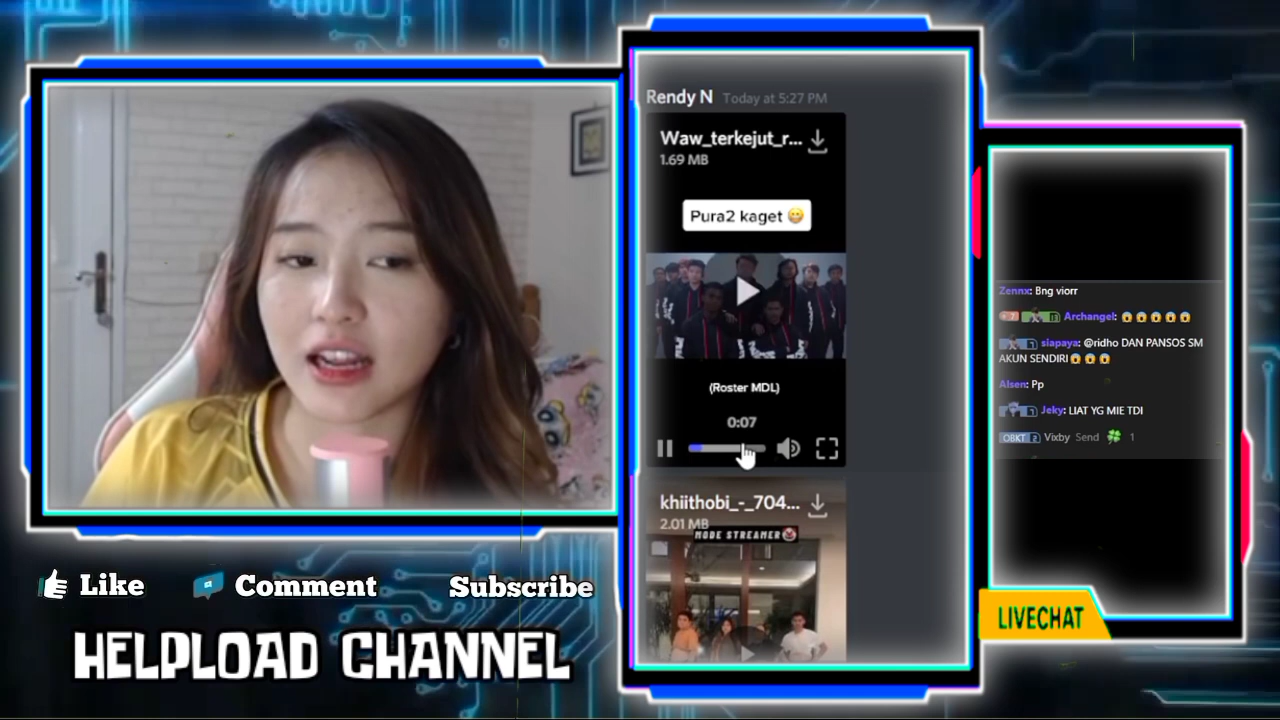 Rendy N Today at 5:27 PM
Waw_terkejut_r...
1.69 MB
Pura2 kaget 😀
(Roster MDL)
0:07
khiithobi_-_704...
2.01 MB
MODE STREAMER
Zennx: Bng viorr
Archangel: 😱😱😱😱😱
siapaya: @ridho DAN PANSOS SM
AKUN SENDIRI😱😱😱
Alsen: Pp
Jeky: LIAT YG MIE TDI
OBKT 2 Vixby Send 🍀 1
LIVECHAT
Like Comment Subscribe
HELPLOAD CHANNEL